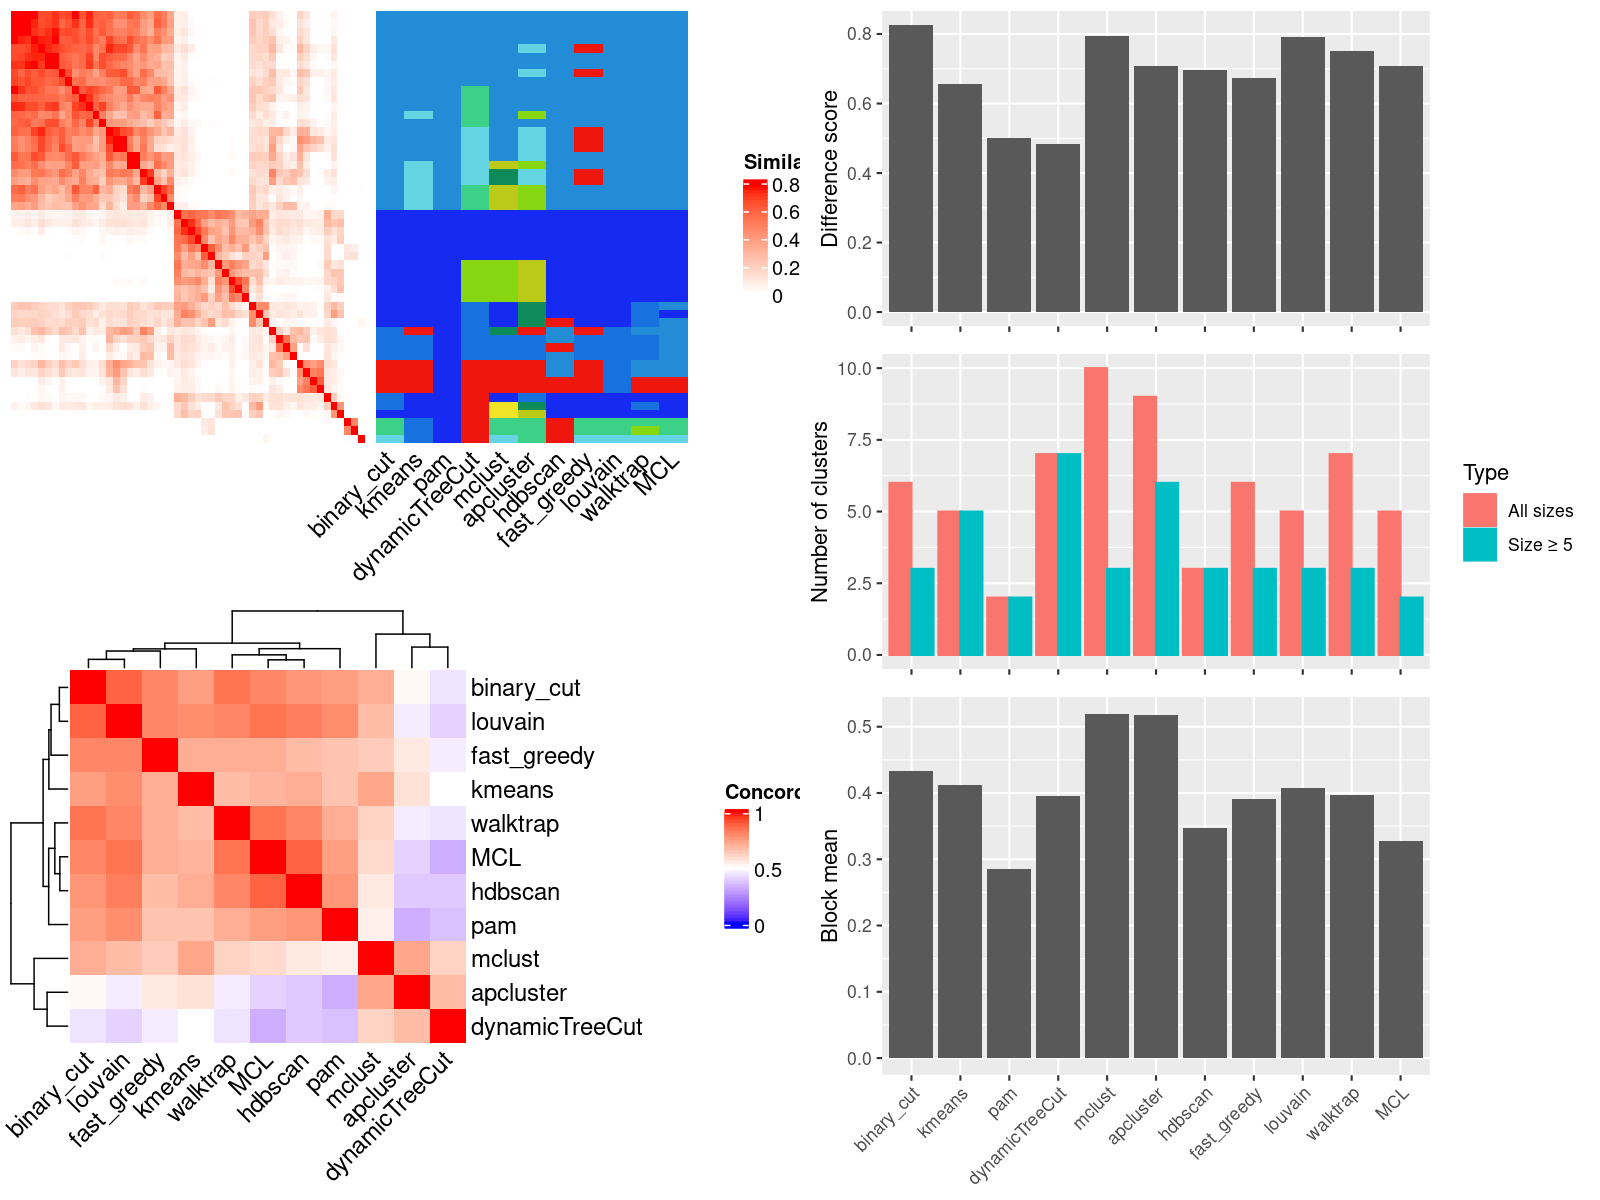 Simila
0.8
0.6
0.4
0.2
0
binary_cut
kmeans
pam
dynamicTreeCut
mclust
apcluster
hdbscan
fast_greedy
louvain
walktrap
MCL
binary_cut
louvain
fast_greedy
kmeans
walktrap
MCL
hdbscan
pam
mclust
apcluster
dynamicTreeCut
binary_cut
louvain
fast_greedy
kmeans
walktrap
MCL
hdbscan
pam
mclust
apcluster
dynamicTreeCut
Concord
1
0.5
0
Difference score
0.8
0.6
0.4
0.2
0.0
Number of clusters
10.0
7.5
5.0
2.5
0.0
Type
All sizes
Size ≥ 5
Block mean
0.5
0.4
0.3
0.2
0.1
0.0
binary_cut
kmeans
pam
dynamicTreeCut
mclust
apcluster
hdbscan
fast_greedy
louvain
walktrap
MCL